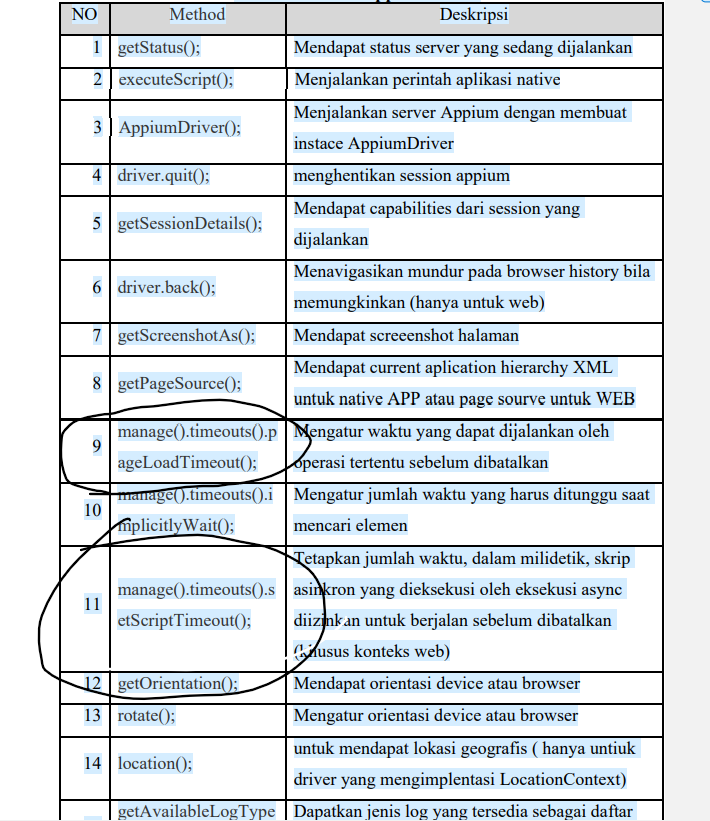 NO Method Deskripsi
1 getStatus(); Mendapat status server yang sedang dijalankan
2 executeScript(); Menjalankan perintah aplikasi native
3 AppiumDriver(); Menjalankan server Appium dengan membuat
instace AppiumDriver
4 driver.quit(); menghentikan session appium
5 getSessionDetails(); Mendapat capabilities dari session yang
dijalankan
6 driver.back(); Menavigasikan mundur pada browser history bila
memungkinkan (hanya untuk web)
7 getScreenshotAs(); Mendapat screeenshot halaman
8 getPageSource(); Mendapat current aplication hierarchy XML
untuk native APP atau page sourve untuk WEB
9 manage().timeouts().p Mengatur waktu yang dapat dijalankan oleh
ageLoadTimeout(); operasi tertentu sebelum dibatalkan
10 manage().timeouts().i Mengatur jumlah waktu yang harus ditunggu saat
mplicitlyWait(); mencari elemen
11 manage().timeouts().s Tetapkan jumlah waktu, dalam milidetik, skrip
etScriptTimeout(); asinkron yang dieksekusi oleh eksekusi async
diizinkan untuk berjalan sebelum dibatalkan
(khusus konteks web)
12 getOrientation(); Mendapat orientasi device atau browser
13 rotate(); Mengatur orientasi device atau browser
14 location(); untuk mendapat lokasi geografis ( hanya untiuk
driver yang mengimplentasi LocationContext)
getAvailableLogType Dapatkan jenis log yang tersedia sebagai daftar